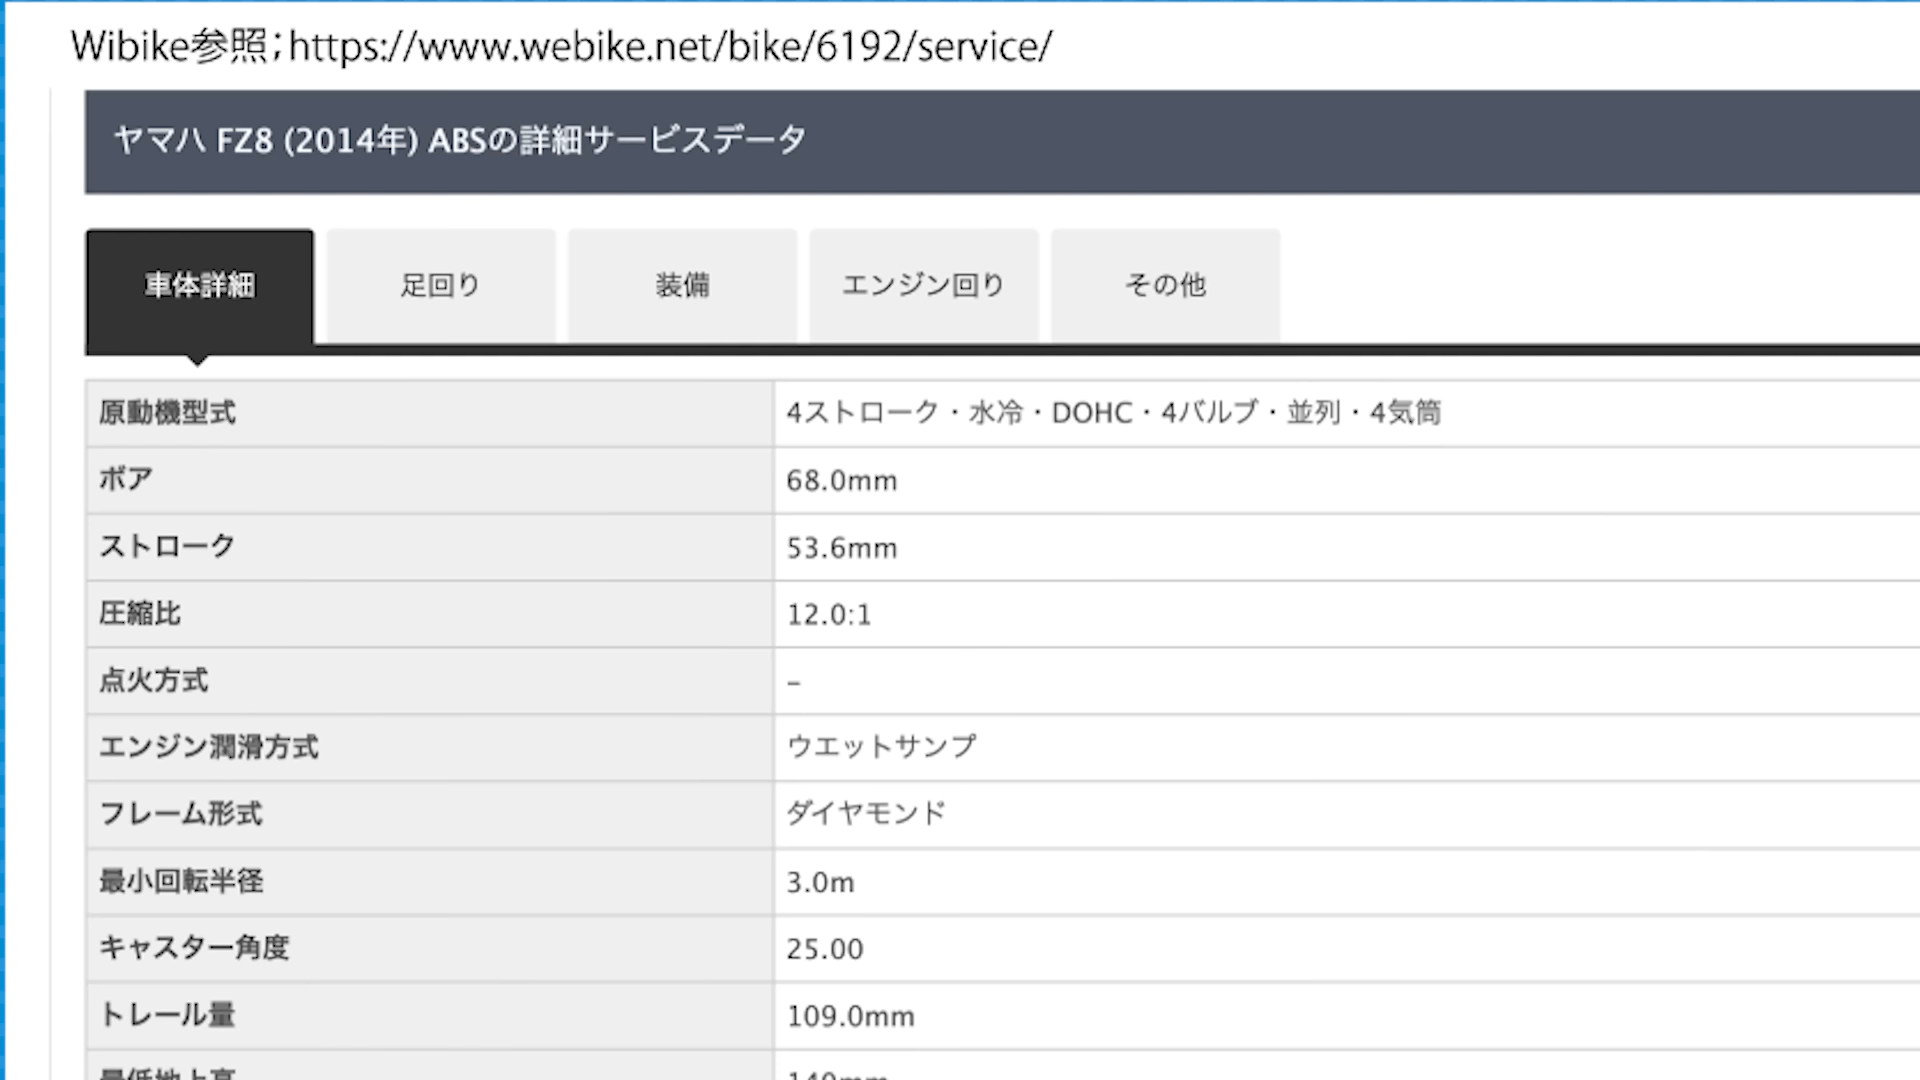 Wibike参照；https://www.webike.net/bike/6192/service/
ヤマハ FZ8 (2014年) ABSの詳細サービスデータ
車体詳細 足回り 装備 エンジン回り その他
原動機型式 4ストローク・水冷・DOHC・4バルブ・並列・4気筒
ボア 68.0mm
ストローク 53.6mm
圧縮比 12.0:1
点火方式 –
エンジン潤滑方式 ウエットサンプ
フレーム形式 ダイヤモンド
最小回転半径 3.0m
キャスター角度 25.00
トレール量 109.0mm
最低地上高 140mm